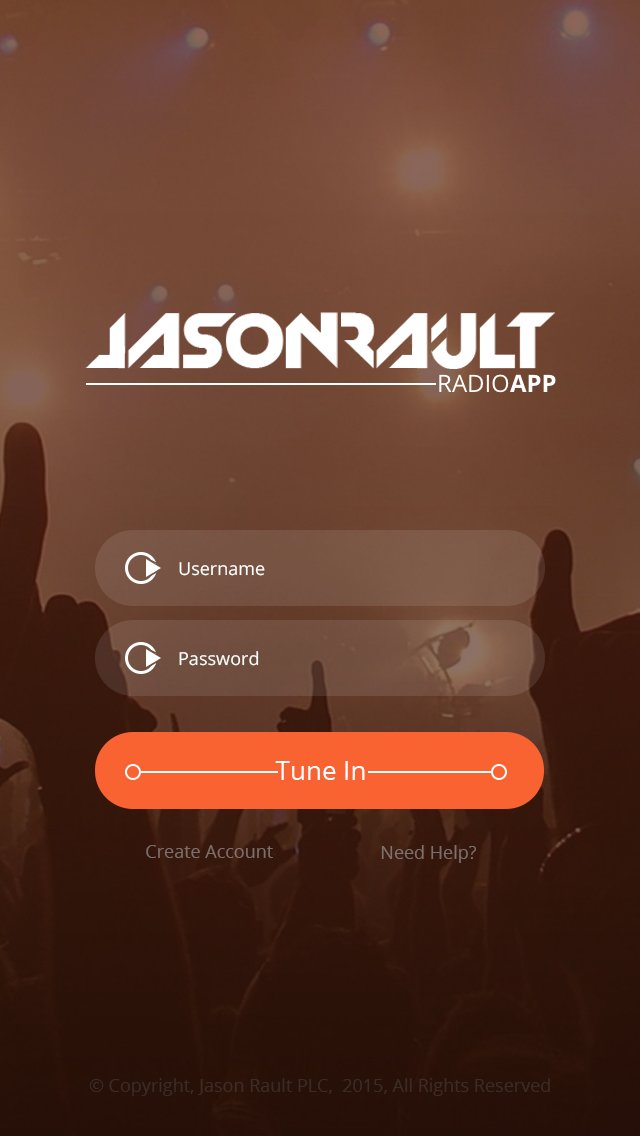 JASONRAULT
RADIOAPP
Username
Password
Tune In
Create Account
Need Help?
© Copyright, Jason Rault PLC, 2015, All Rights Reserved